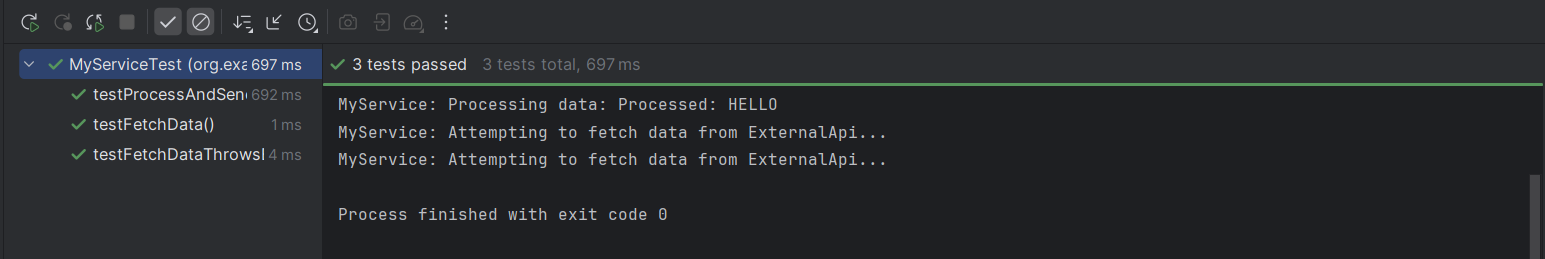 MyServiceTest (org.exa 697 ms
3 tests passed 3 tests total, 697 ms
testProcessAndSen 692 ms
testFetchData() 1 ms
testFetchDataThrows 4 ms
MyService: Processing data: Processed: HELLO
MyService: Attempting to fetch data from ExternalApi...
MyService: Attempting to fetch data from ExternalApi...
Process finished with exit code 0